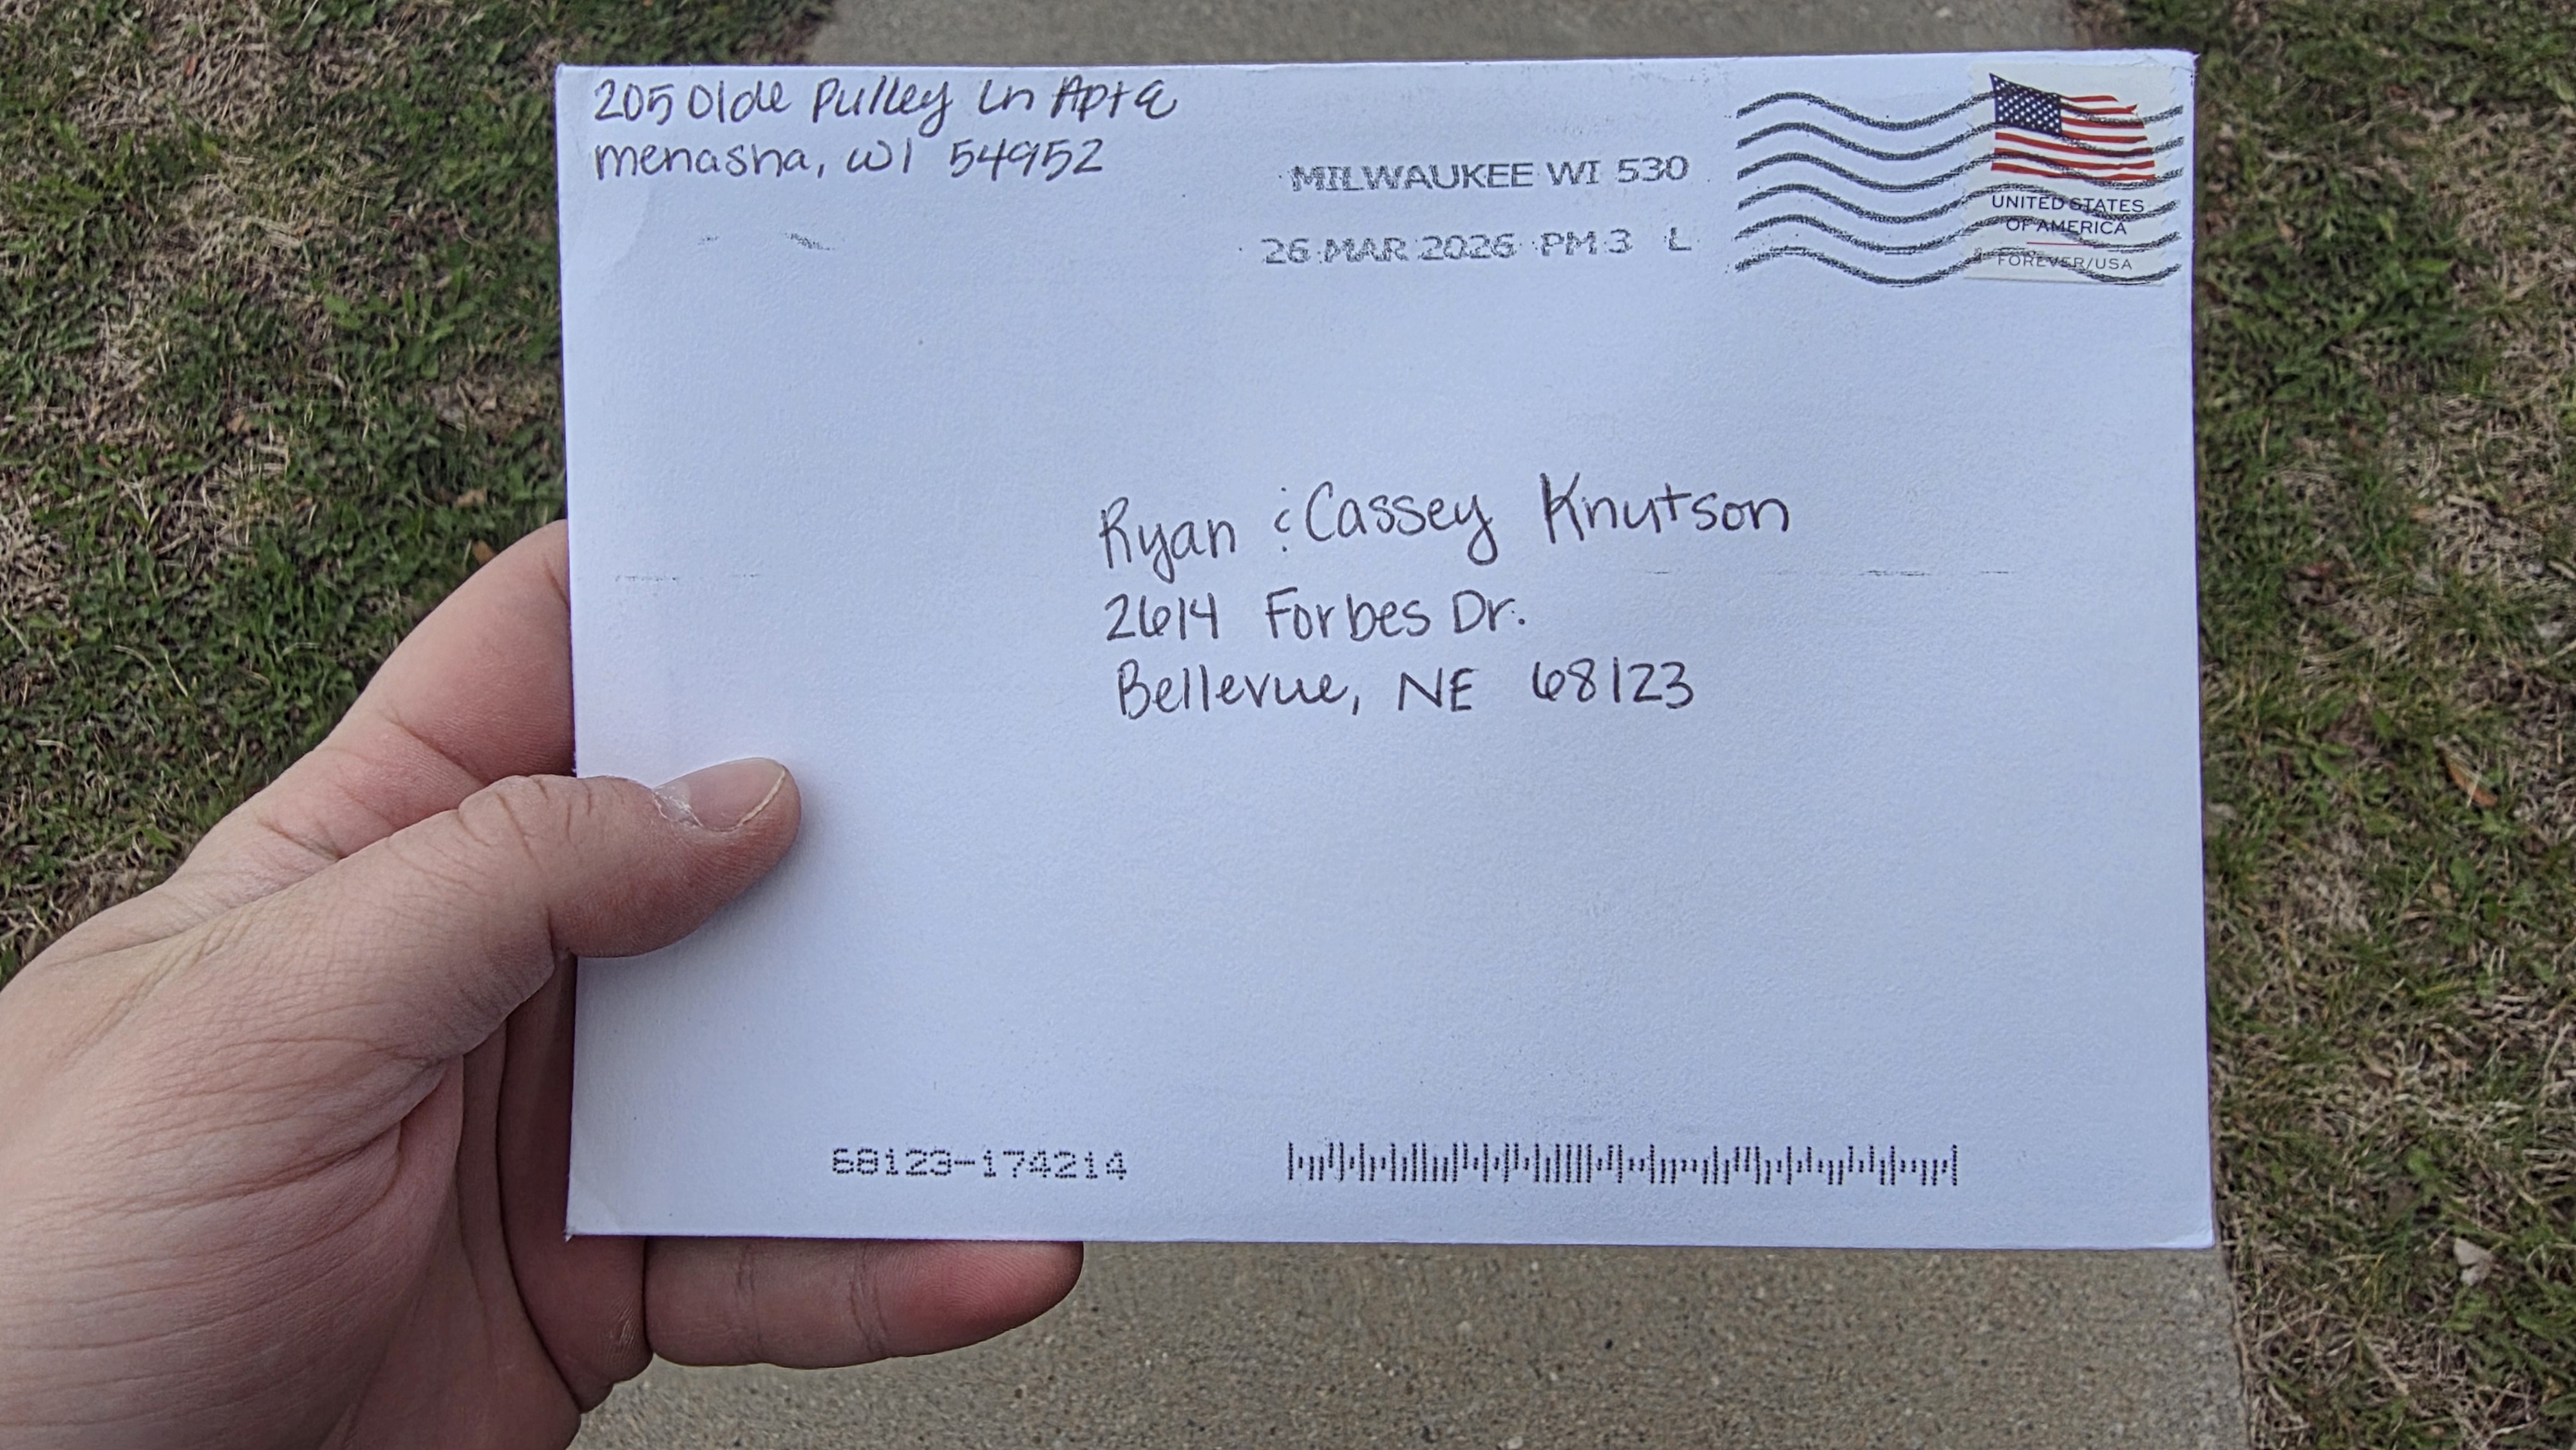 205 Olde Pulley Ln Apt E
Menasha, WI 54952
MILWAUKEE WI 530
26 MAR 2026 PM 3 L
UNITED STATES
OF AMERICA
FOREVER/USA
Ryan & Cassey Knutson
2614 Forbes Dr.
Bellevue, NE 68123
68123-174214